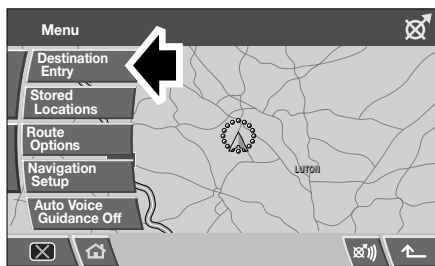 Menu
Destination
Entry
Stored
Locations
Route
Options
Navigation
Setup
Auto Voice
Guidance Off
LUTON